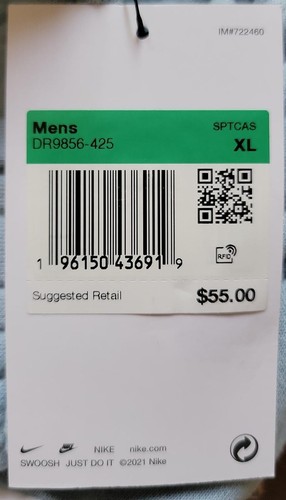 IM#722460
Mens SPTCAS
DR9856-425 XL
1 96150 43691 9
RFID
Suggested Retail $55.00
NIKE nike.com
SWOOSH JUST DO IT ©2021 Nike